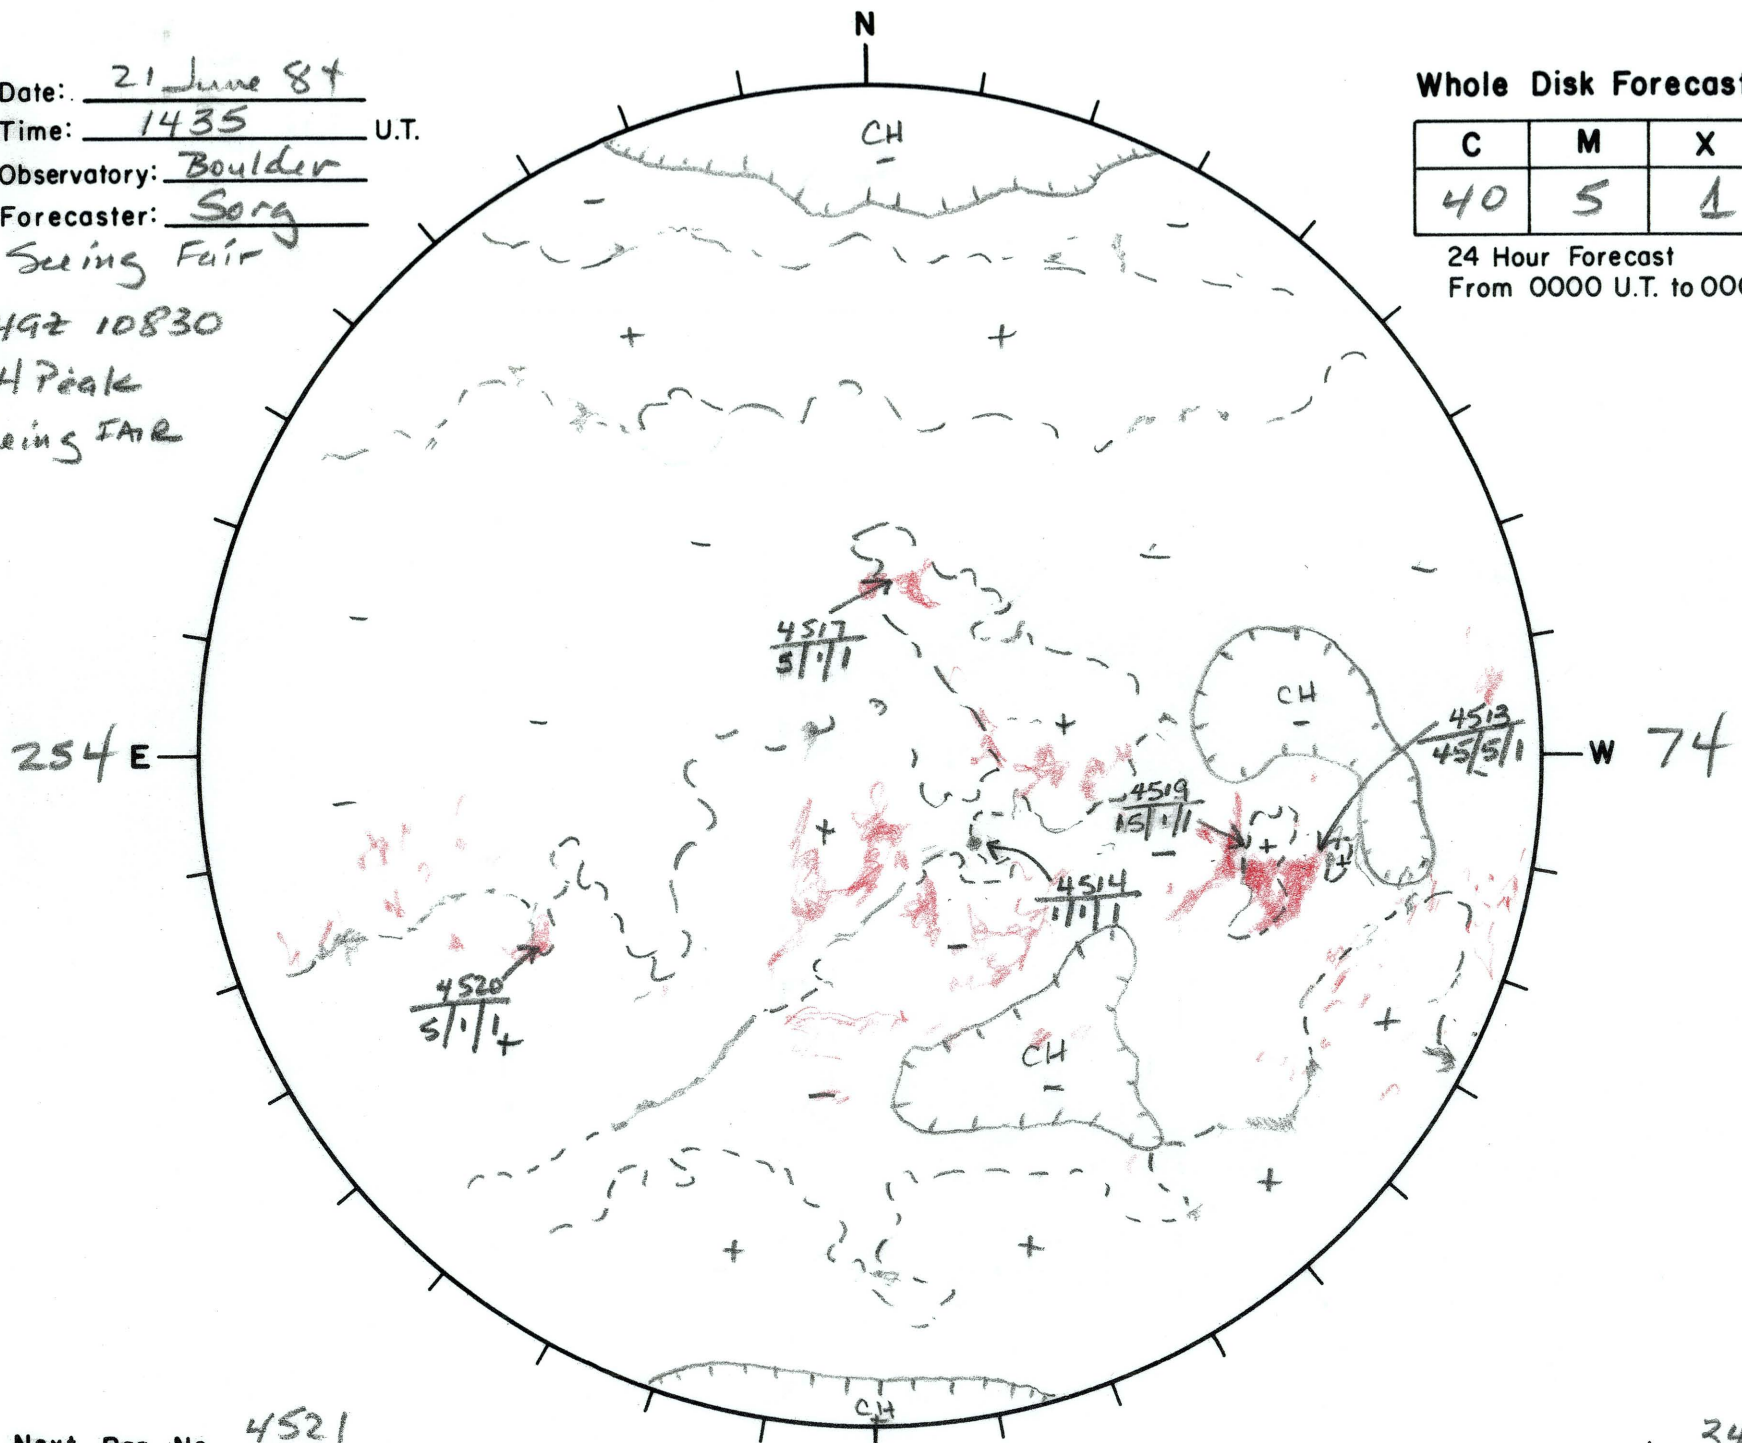 N
Date: 21 June 84
Time: 1435 U.T.
Observatory: Boulder
Forecaster: Sorg
Seeing Fair
10830
Peak
FAIR
Whole Disk Forecast
C M X
40 5 1
24 Hour Forecast
From 0000 U.T. to 000
CH
-
- -
+ +
- - -
4517
5/1/1
-
CH
-
4513
45/5/1
254 E
W 74
-
+
4519
15/1/1
-
+
-
+
+
4514
1/1/1
-
4520
5/1/1
+
+
CH
-
-
+
+ +
CH
+
4521
24